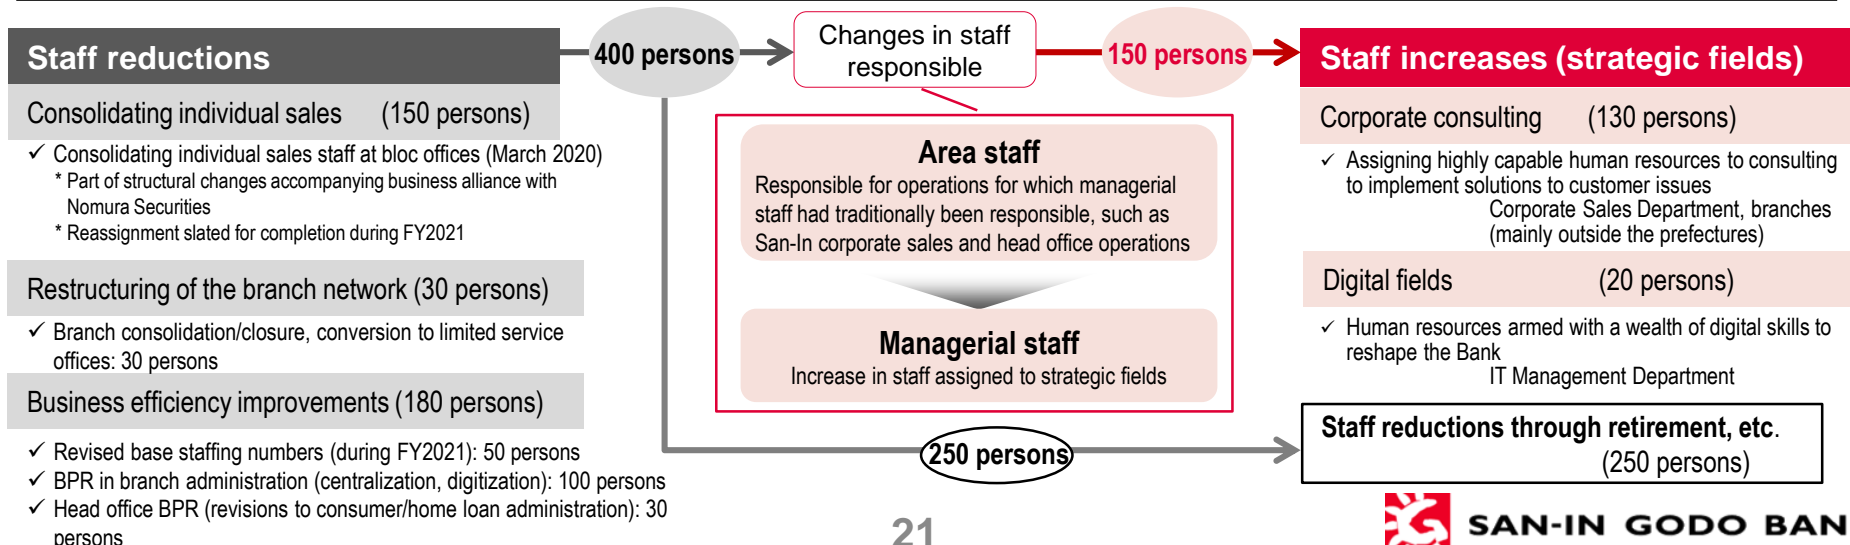 Staff reductions
400 persons
Changes in staff
responsible
150 persons
Staff increases (strategic fields)
Consolidating individual sales (150 persons)
✓ Consolidating individual sales staff at bloc offices (March 2020)
* Part of structural changes accompanying business alliance with
Nomura Securities
* Reassignment slated for completion during FY2021
Restructuring of the branch network (30 persons)
✓ Branch consolidation/closure, conversion to limited service
offices: 30 persons
Business efficiency improvements (180 persons)
✓ Revised base staffing numbers (during FY2021): 50 persons
✓ BPR in branch administration (centralization, digitization): 100 persons
✓ Head office BPR (revisions to consumer/home loan administration): 30
persons
Area staff
Responsible for operations for which managerial
staff had traditionally been responsible, such as
San-In corporate sales and head office operations
Managerial staff
Increase in staff assigned to strategic fields
250 persons
Corporate consulting (130 persons)
✓ Assigning highly capable human resources to consulting
to implement solutions to customer issues
Corporate Sales Department, branches
(mainly outside the prefectures)
Digital fields (20 persons)
✓ Human resources armed with a wealth of digital skills to
reshape the Bank
IT Management Department
Staff reductions through retirement, etc.
(250 persons)
21
SAN-IN GODO BAN